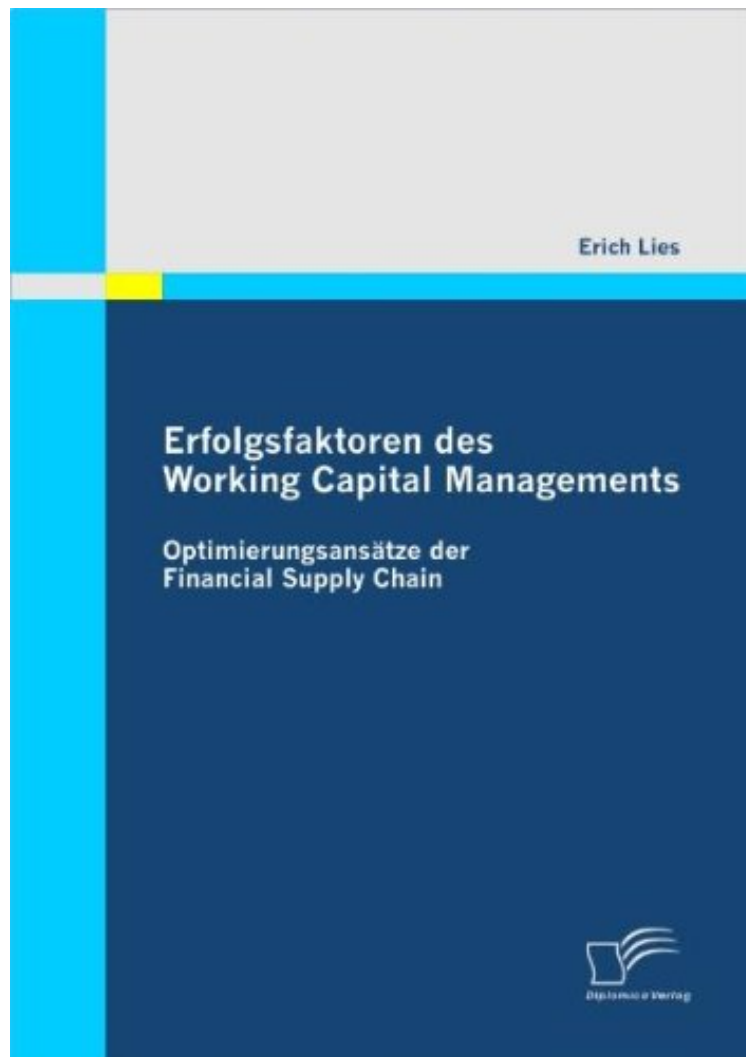 Erich Lies
Erfolgsfaktoren des
Working Capital Managements
Optimierungsansätze der
Financial Supply Chain
Diplomica Verlag